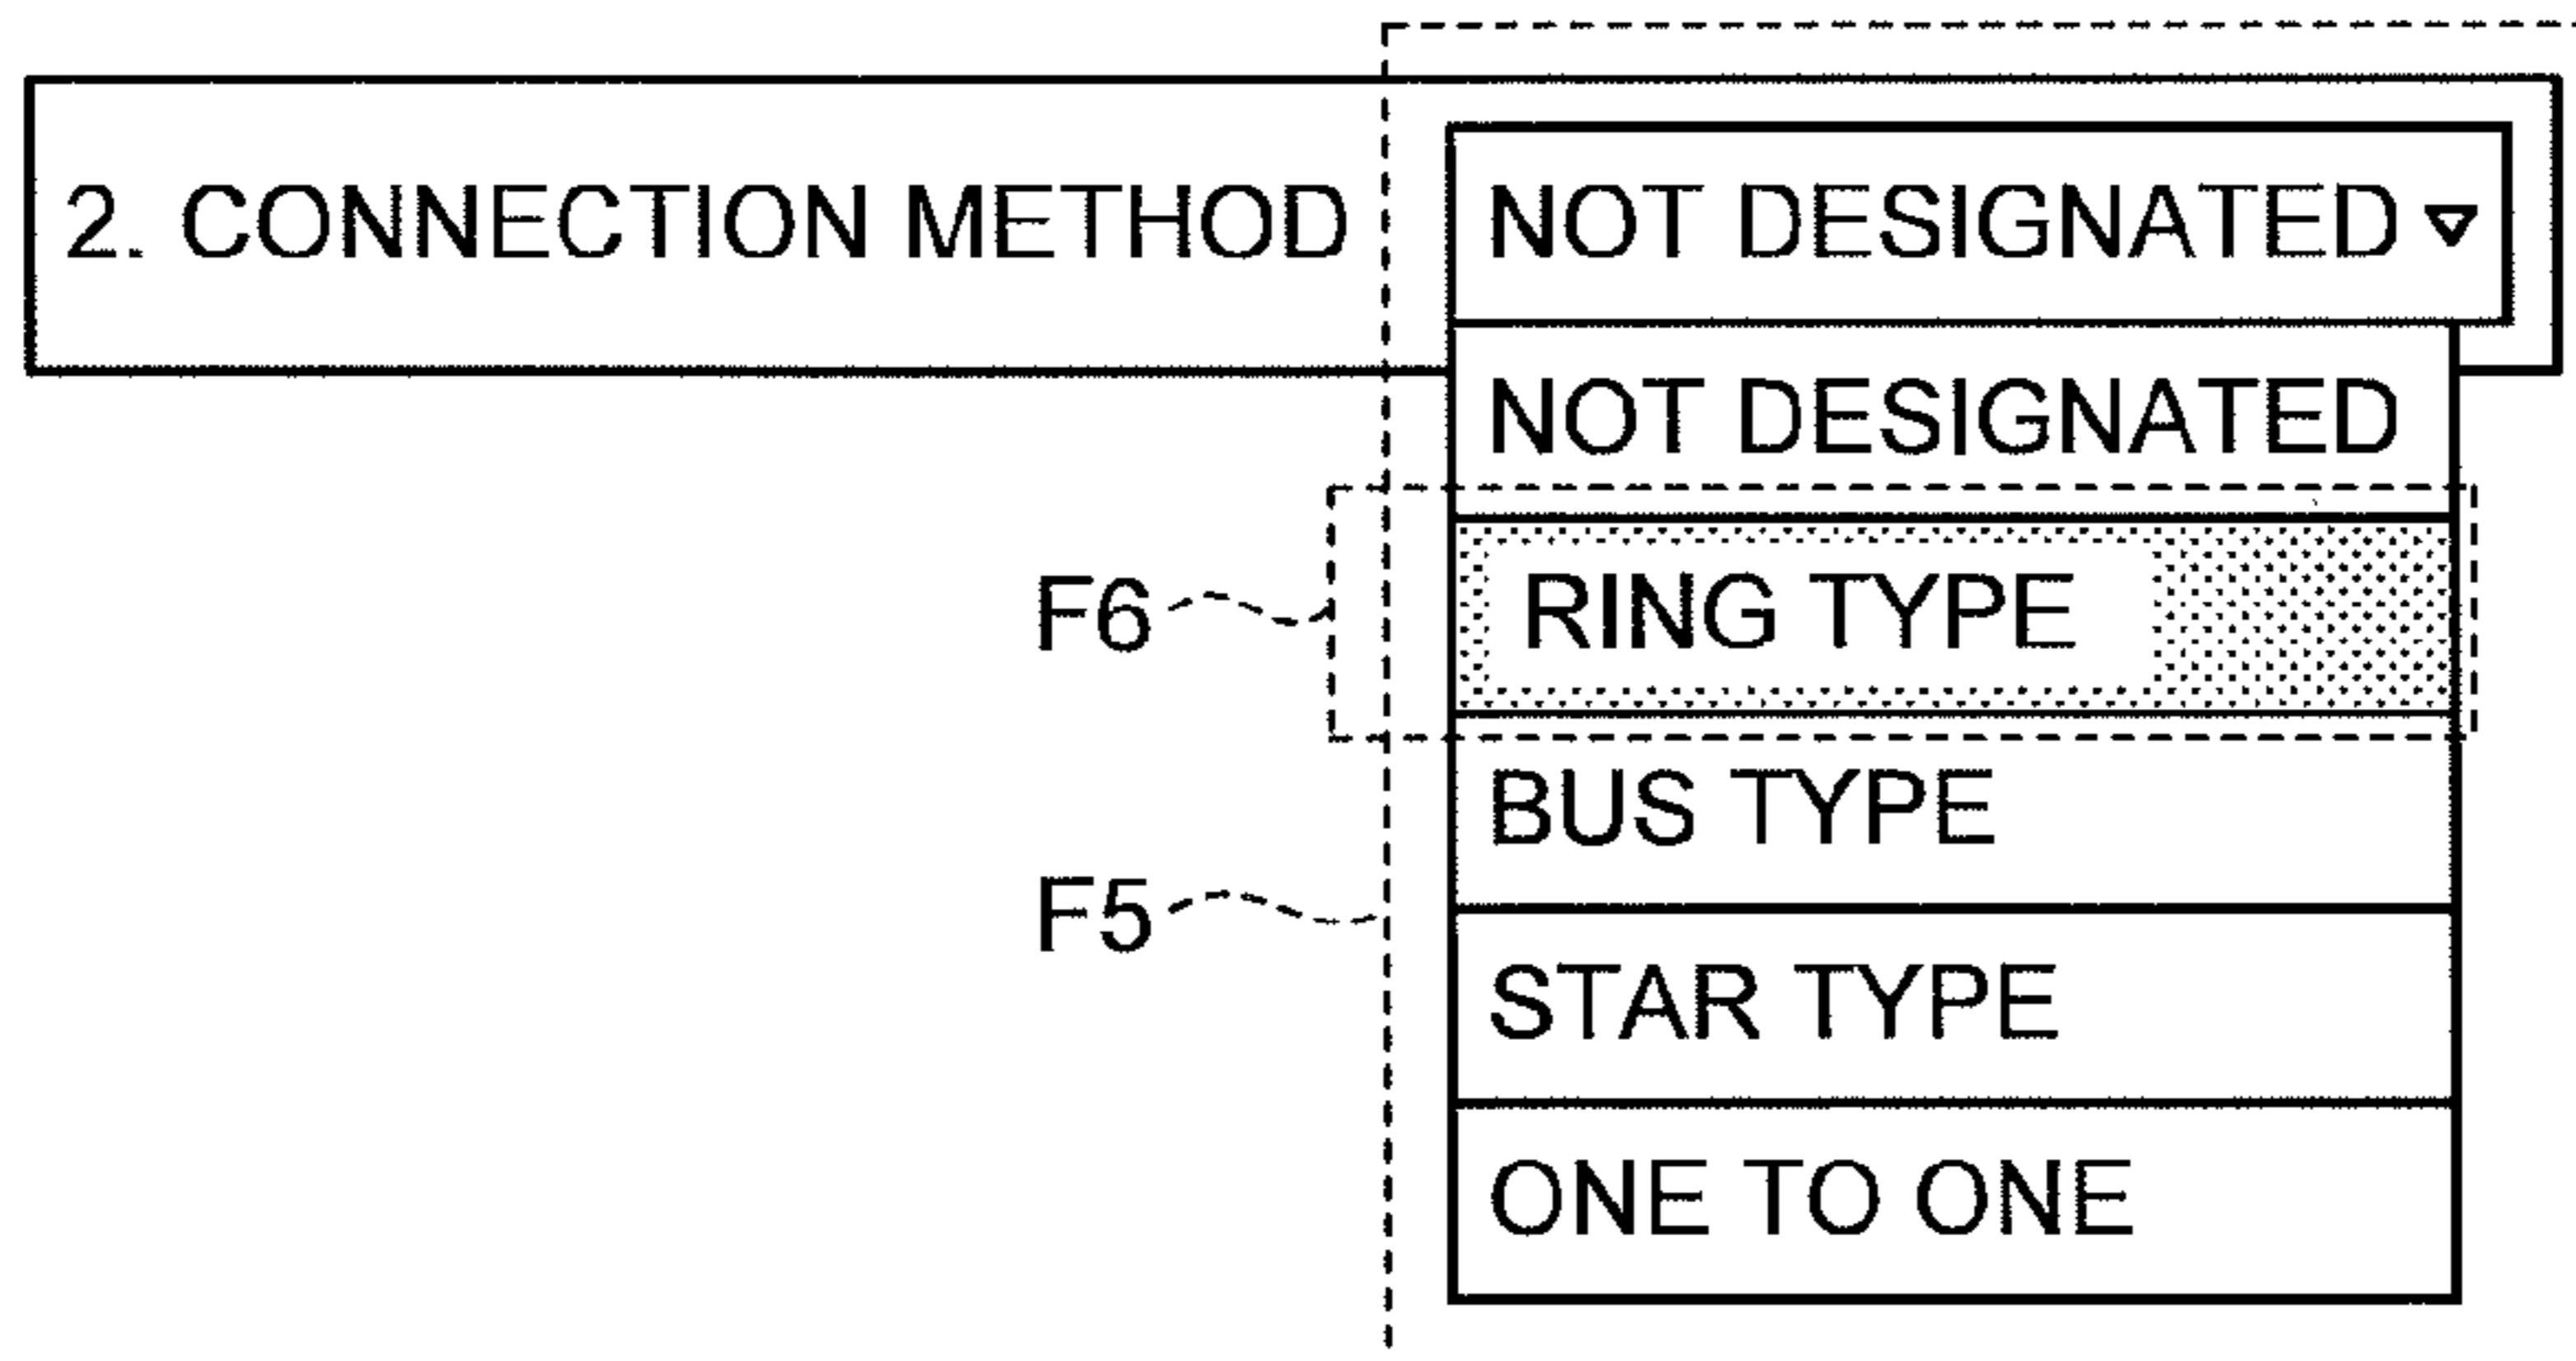 2. CONNECTION METHOD NOT DESIGNATED
NOT DESIGNATED
F6 RING TYPE
BUS TYPE
F5
STAR TYPE
ONE TO ONE